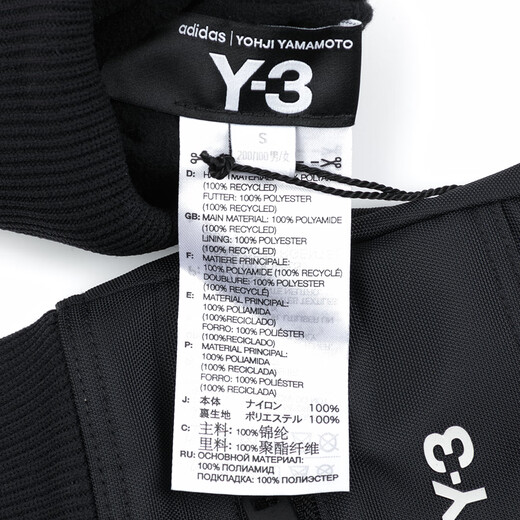 adidas | YOHJI YAMAMOTO
Y-3
S
D:
(100% RECYCLED)
FUTTER: 100% POLYESTER
(100% RECYCLED)
GB: MAIN MATERIAL: 100% POLYAMIDE
(100% RECYCLED)
LINING: 100% POLYESTER
(100% RECYCLED)
F: MATIERE PRINCIPALE:
100% POLYAMIDE (100% RECYCLÉ)
DOUBLURE: 100% POLYESTER
(100% RECYCLÉ)
E: MATERIAL PRINCIPAL:
100% POLIAMIDA
(100%RECICLADO)
FORRO: 100% POLIÉSTER
(100%RECICLADO)
P: MATERIAL PRINCIPAL:
100% POLIAMIDA
(100% RECICLADA)
FORRO: 100% POLIÉSTER
(100% RECICLADA)
J: 本体 ナイロン 100%
裏生地 ポリエステル 100%
C: 主料: 100%锦纶
里料: 100%聚酯纤维
RU: ОСНОВНОЙ МАТЕРИАЛ:
100% ПОЛИАМИД
ПОДКЛАДКА: 100% ПОЛИЭСТЕР
Y-3